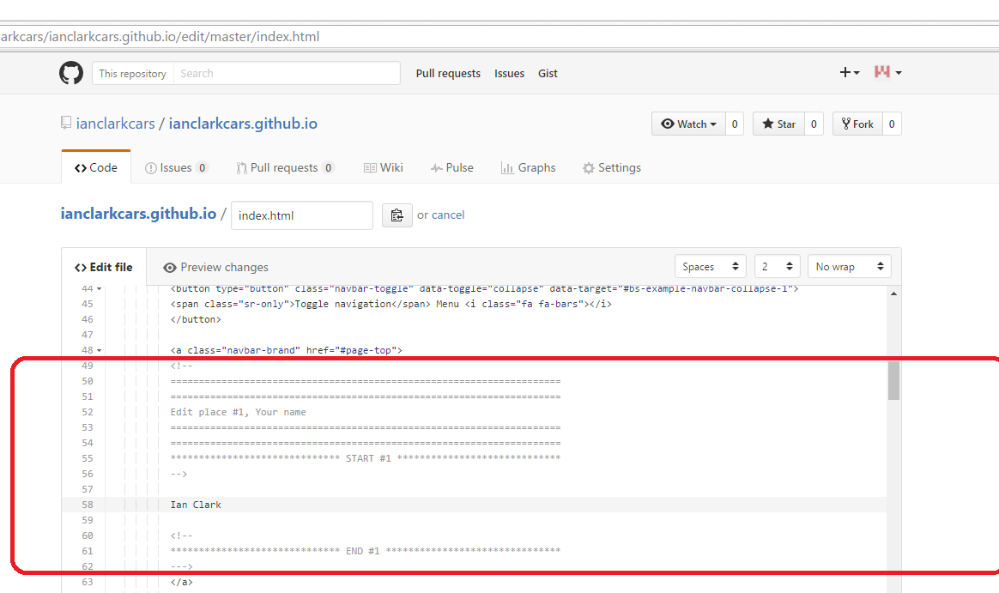 arkcars/ianclarkcars.github.io/edit/master/index.html
This repository Search Pull requests Issues Gist
ianclarkcars / ianclarkcars.github.io Watch 0 Star 0 Fork 0
Code Issues 0 Pull requests 0 Wiki Pulse Graphs Settings
ianclarkcars.github.io / index.html or cancel
Edit file Preview changes Spaces 2 No wrap
44 <button type="button" class="navbar-toggle" data-toggle="collapse" data-target="#bs-example-navbar-collapse-1">
45 <span class="sr-only">Toggle navigation</span> Menu <i class="fa fa-bars"></i>
46 </button>
47
48 <a class="navbar-brand" href="#page-top">
49 <!--
50 =====================================================================
51 =====================================================================
52 Edit place #1, Your name
53 =====================================================================
54 =====================================================================
55 ****************************** START #1 *****************************
56 -->
57
58 Ian Clark
59
60 <!--
61 ****************************** END #1 *******************************
62 --->
63 </a>